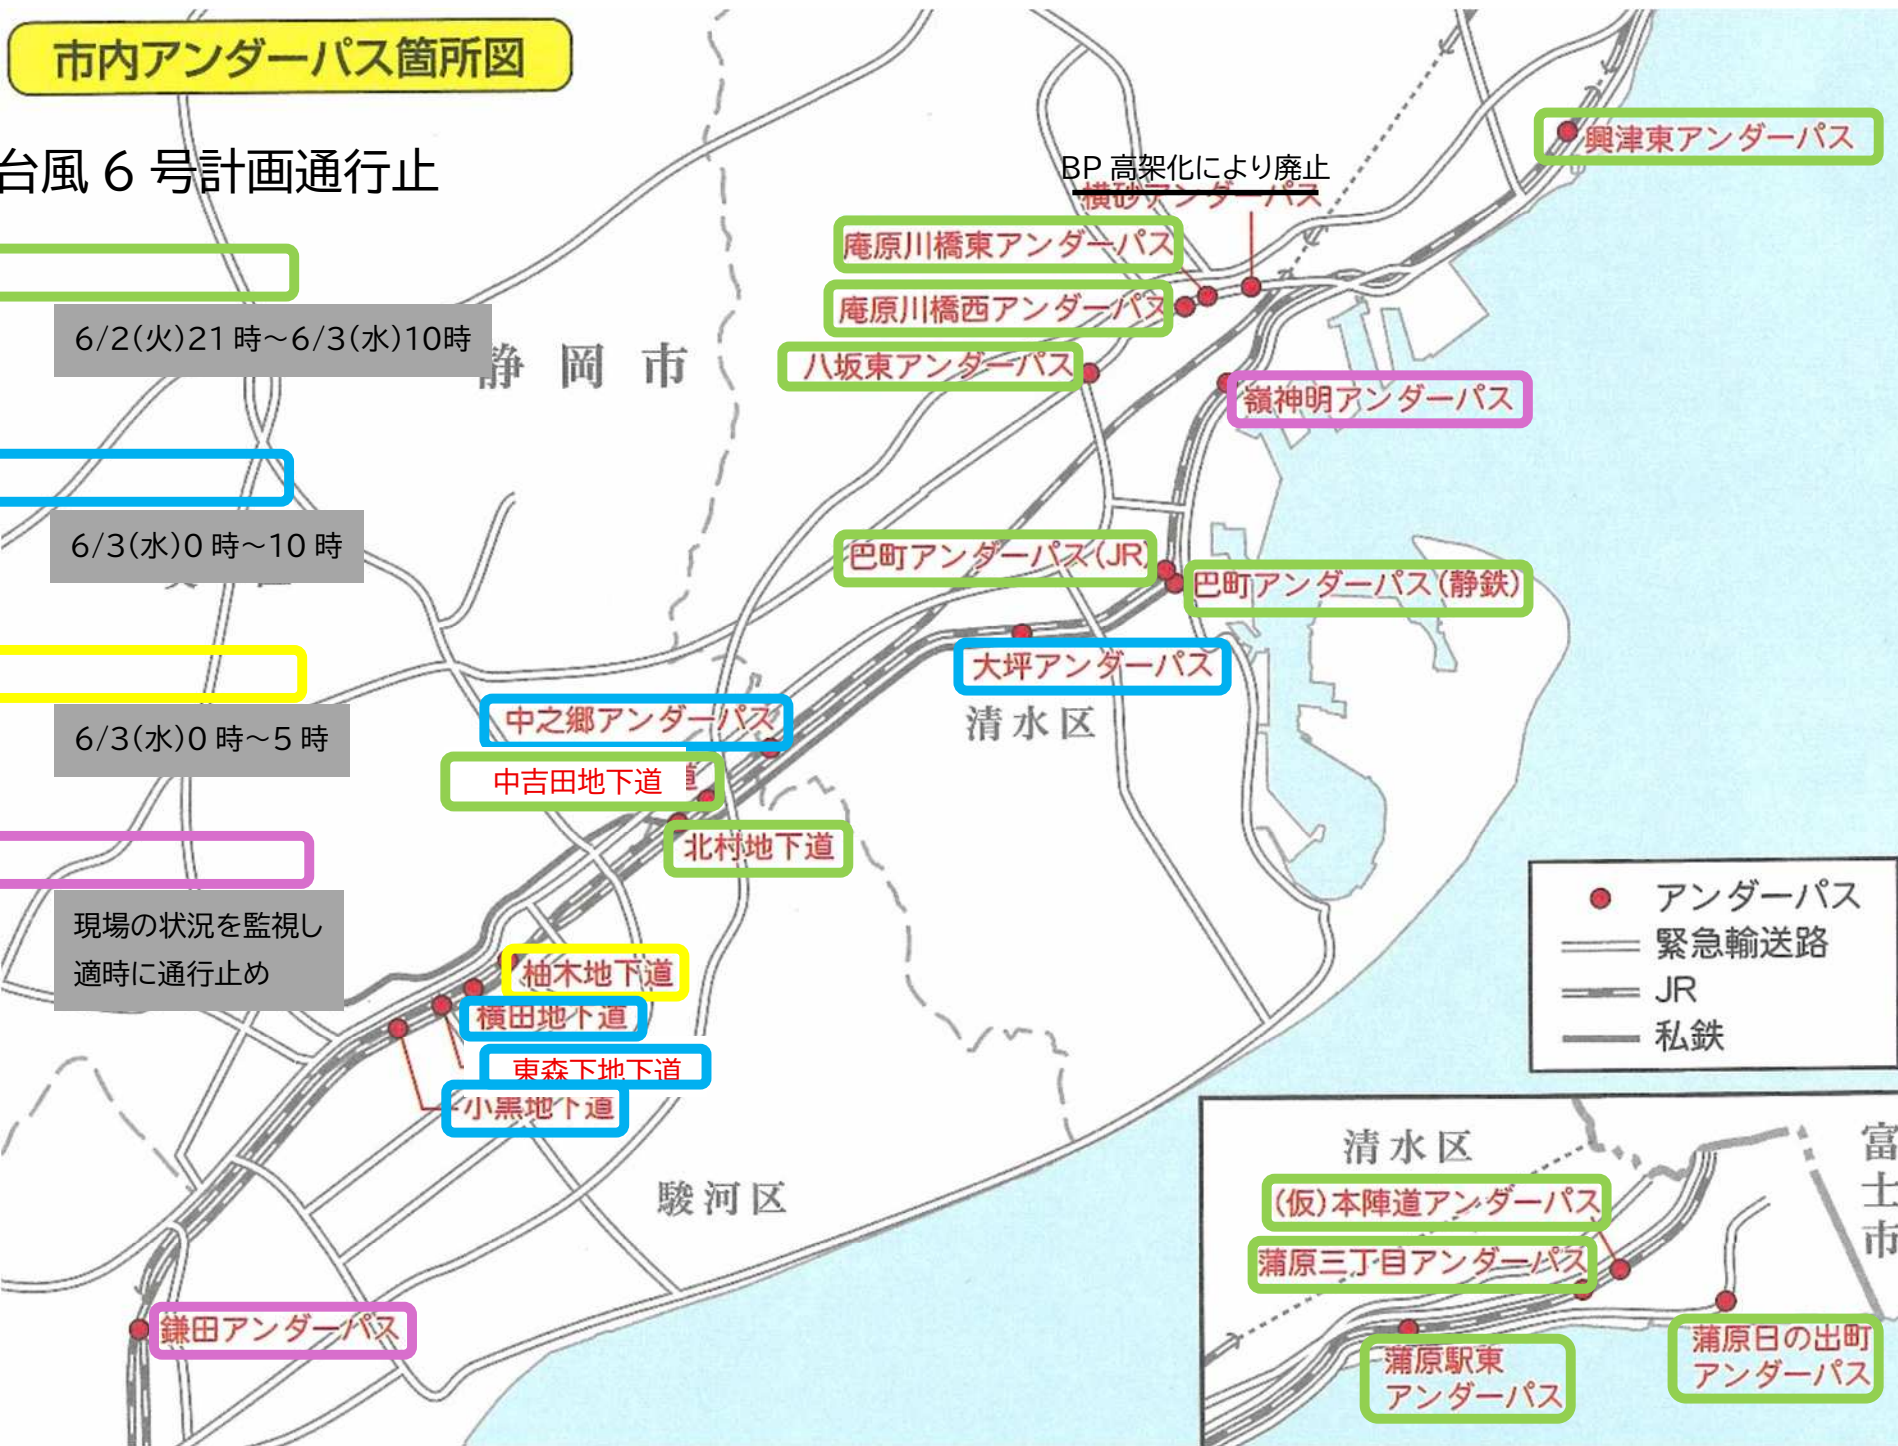 市内アンダーパス箇所図
台風6号計画通行止
6/2(火)21時～6/3(水)10時
6/3(水)0時～10時
6/3(水)0時～5時
現場の状況を監視し
適時に通行止め
静岡市
BP高架化により廃止
横砂アンダーパス
興津東アンダーパス
庵原川橋東アンダーパス
庵原川橋西アンダーパス
八坂東アンダーパス
嶺神明アンダーパス
巴町アンダーパス(JR)
巴町アンダーパス(静鉄)
大坪アンダーパス
清水区
中之郷アンダーパス
中吉田地下道
道
北村地下道
柚木地下道
横田地下道
東森下地下道
小黒地下道
駿河区
鎌田アンダーパス
アンダーパス
緊急輸送路
JR
私鉄
清水区
富士市
(仮)本陣道アンダーパス
蒲原三丁目アンダーパス
蒲原駅東
アンダーパス
蒲原日の出町
アンダーパス